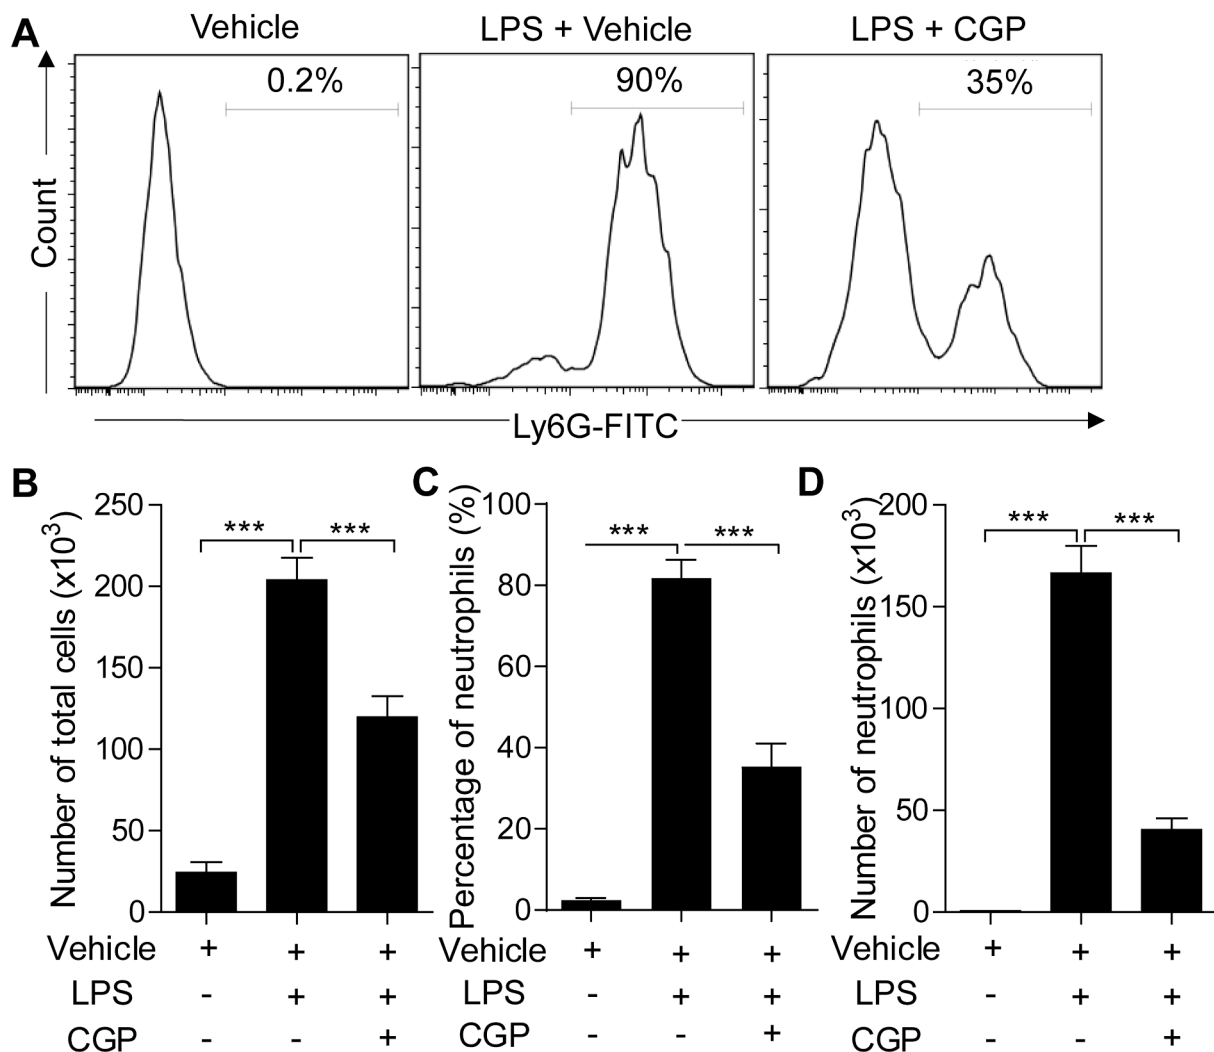 A
Vehicle
LPS + Vehicle
LPS + CGP
0.2%
90%
35%
Count
Ly6G-FITC
B
Number of total cells (x10³)
250
200
150
100
50
0
***
***
C
Percentage of neutrophils (%)
100
80
60
40
20
0
***
***
D
Number of neutrophils (x10³)
200
150
100
50
0
***
***
Vehicle + + +
LPS - + +
CGP - - +
Vehicle + + +
LPS - + +
CGP - - +
Vehicle + + +
LPS - + +
CGP - - +